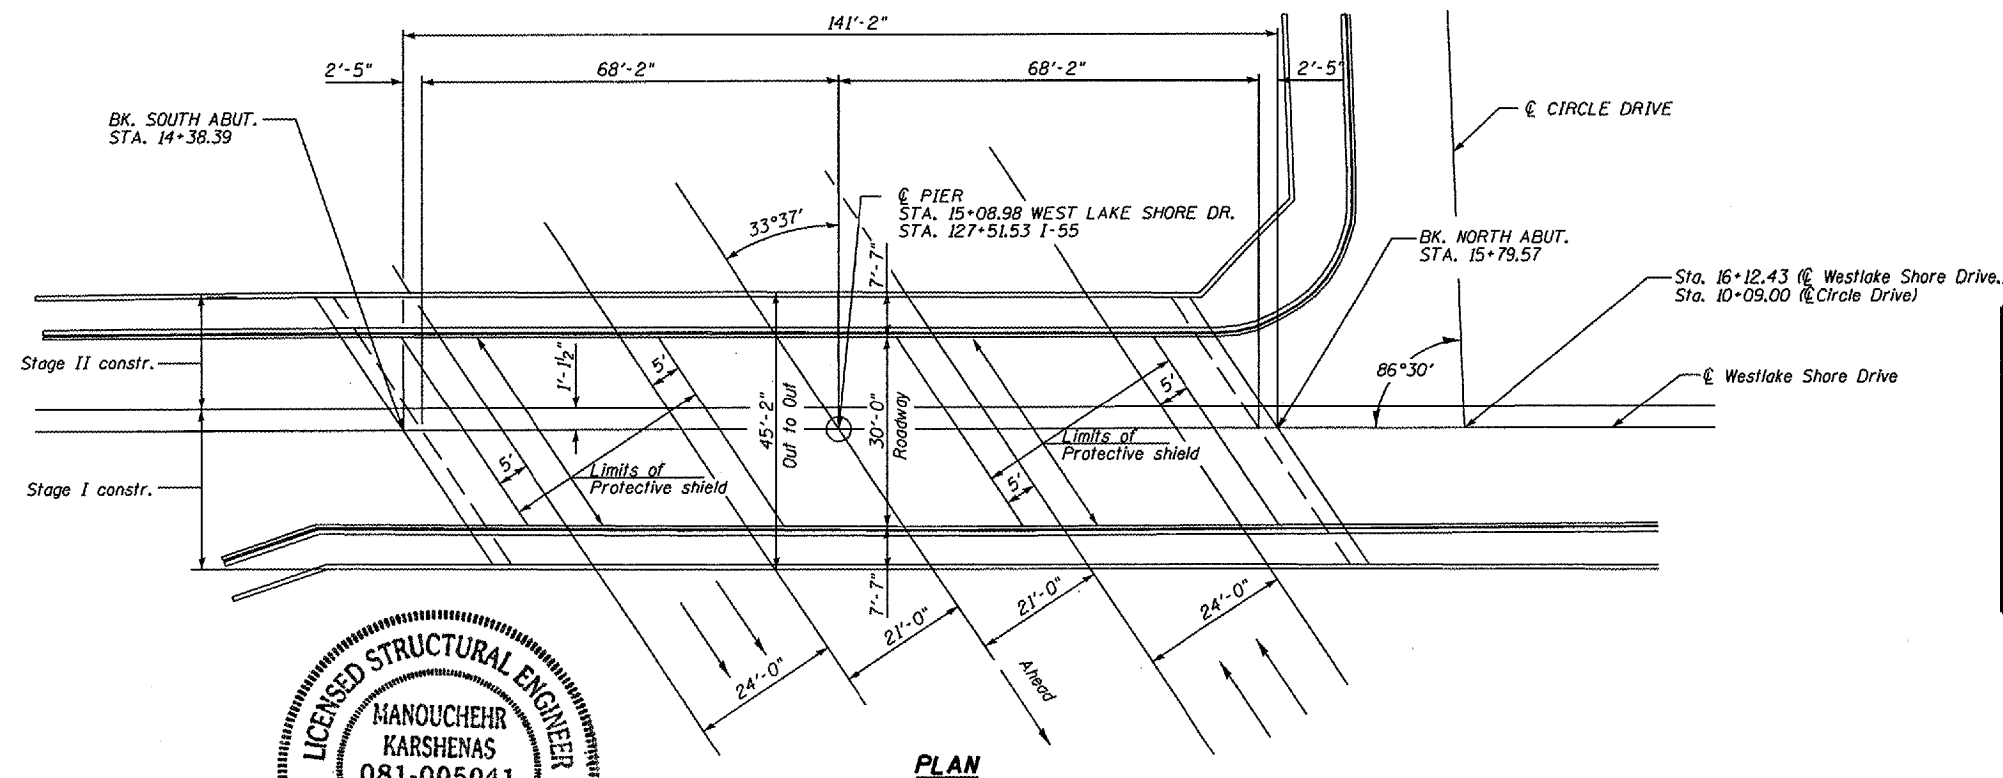 141'-2"
2'-5"
68'-2"
68'-2"
2'-5"
BK. SOUTH ABUT.
STA. 14+38.39
℄ CIRCLE DRIVE
33°37'
℄ PIER
STA. 15+08.98 WEST LAKE SHORE DR.
STA. 127+51.53 I-55
7'-7"
BK. NORTH ABUT.
STA. 15+79.57
Sta. 16+12.43 (℄ Westlake Shore Drive.)
Sta. 10+09.00 (℄ Circle Drive)
Stage II constr.
1'-1½"
5'
5'
86°30'
℄ Westlake Shore Drive
45'-2"
Out to Out
30'-0"
Roadway
Limits of
Protective shield
Limits of
Protective shield
5'
5'
Stage I constr.
7'-7"
24'-0"
21'-0"
21'-0"
24'-0"
Ahead
LICENSED STRUCTURAL ENGINEER
MANOUCHEHR
KARSHENAS
081-005041
PLAN